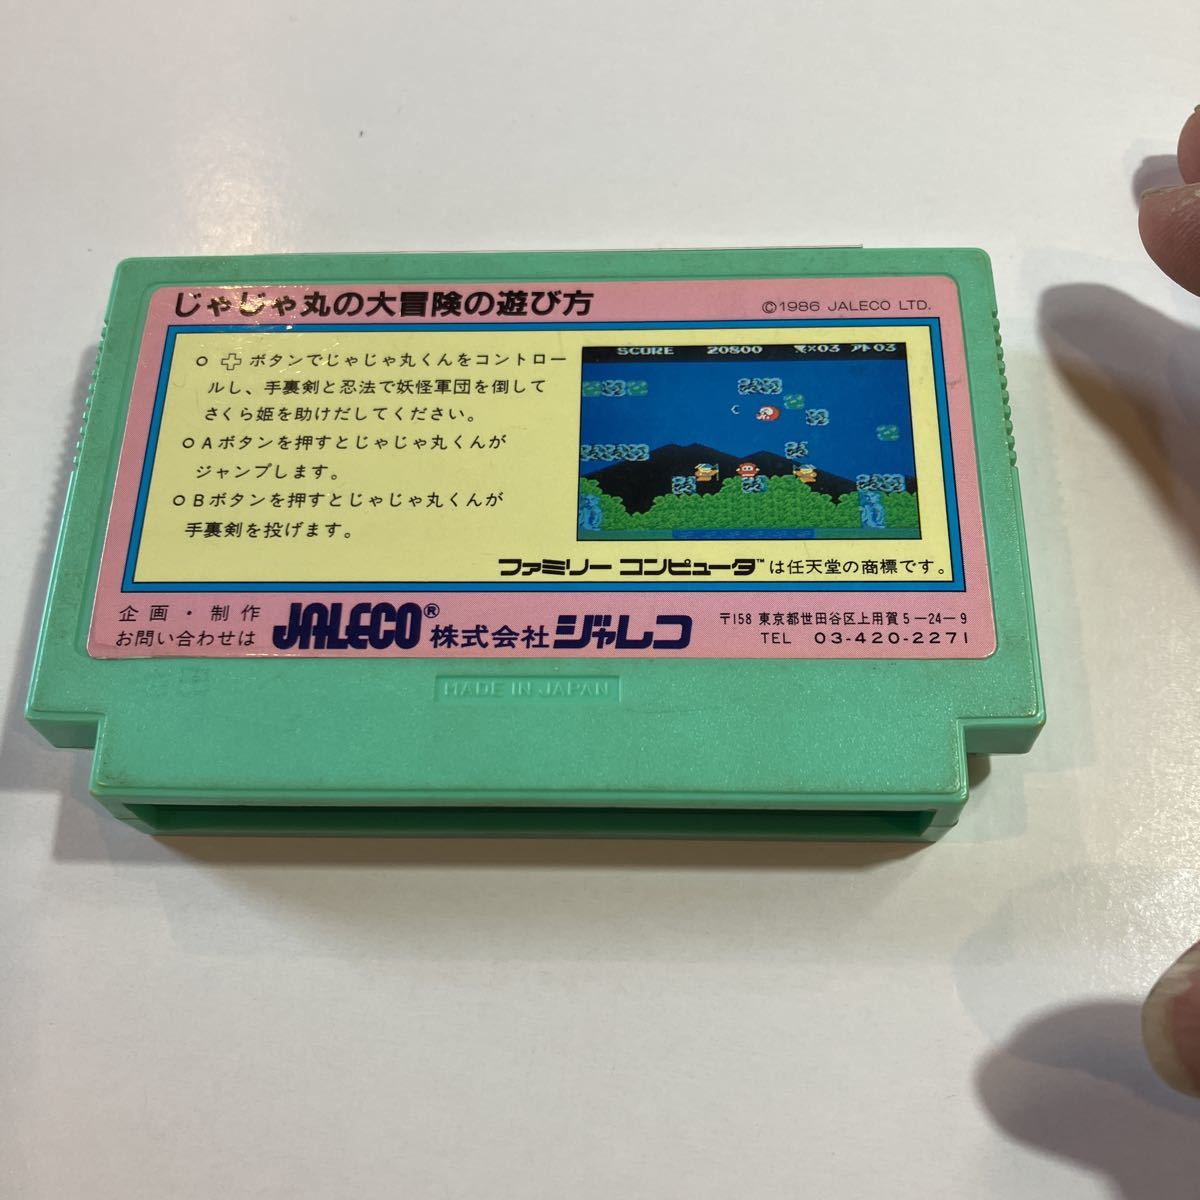 じゃじゃ丸の大冒険の遊び方
©1986 JALECO LTD.
○ ✚ボタンでじゃじゃ丸くんをコントロー
ルし、手裏剣と忍法で妖怪軍団を倒して
さくら姫を助けだしてください。
○Aボタンを押すとじゃじゃ丸くんが
ジャンプします。
○Bボタンを押すとじゃじゃ丸くんが
手裏剣を投げます。
SCORE 20800 ×03 アト03
ファミリーコンピュータ™は任天堂の商標です。
企画・制作
お問い合わせは
JALECO® 株式会社ジャレコ
〒158 東京都世田谷区上用賀5-24-9
TEL 03-420-2271
MADE IN JAPAN